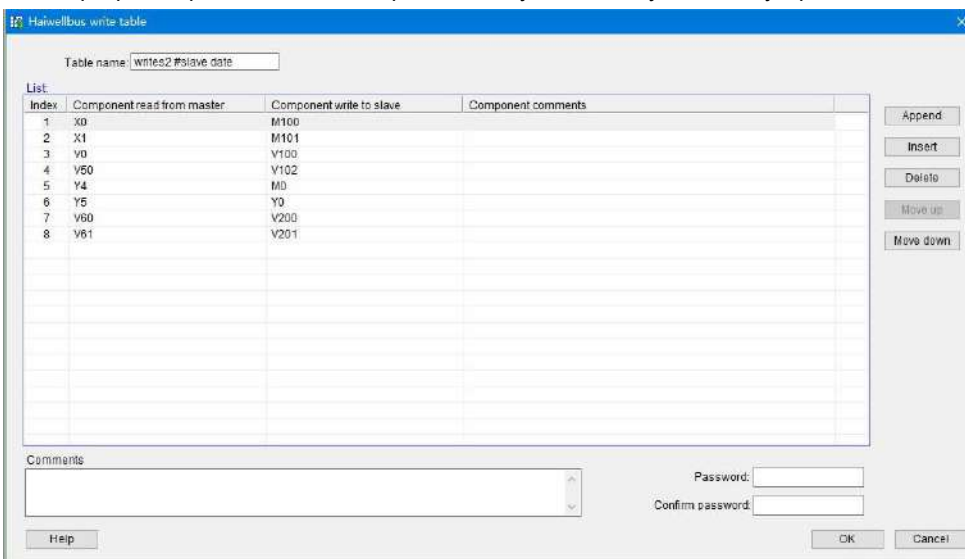 Haiwellbus write table
Table name: writes2 #slave date
List:
Index Component read from master Component write to slave Component comments
1 X0 M100
2 X1 M101
3 V0 V100
4 V50 V102
5 Y4 M0
6 Y5 Y0
7 V60 V200
8 V61 V201
Append
Insert
Delete
Move up
Move down
Comments
Password:
Confirm password:
Help OK Cancel